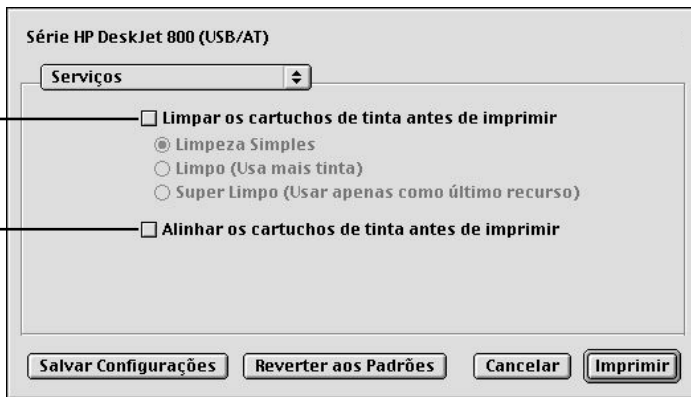 Série HP DeskJet 800 (USB/AT)
Serviços
Limpar os cartuchos de tinta antes de imprimir
Limpeza Simples
Limpo (Usa mais tinta)
Super Limpo (Usar apenas como último recurso)
Alinhar os cartuchos de tinta antes de imprimir
Salvar Configurações Reverter aos Padrões Cancelar Imprimir